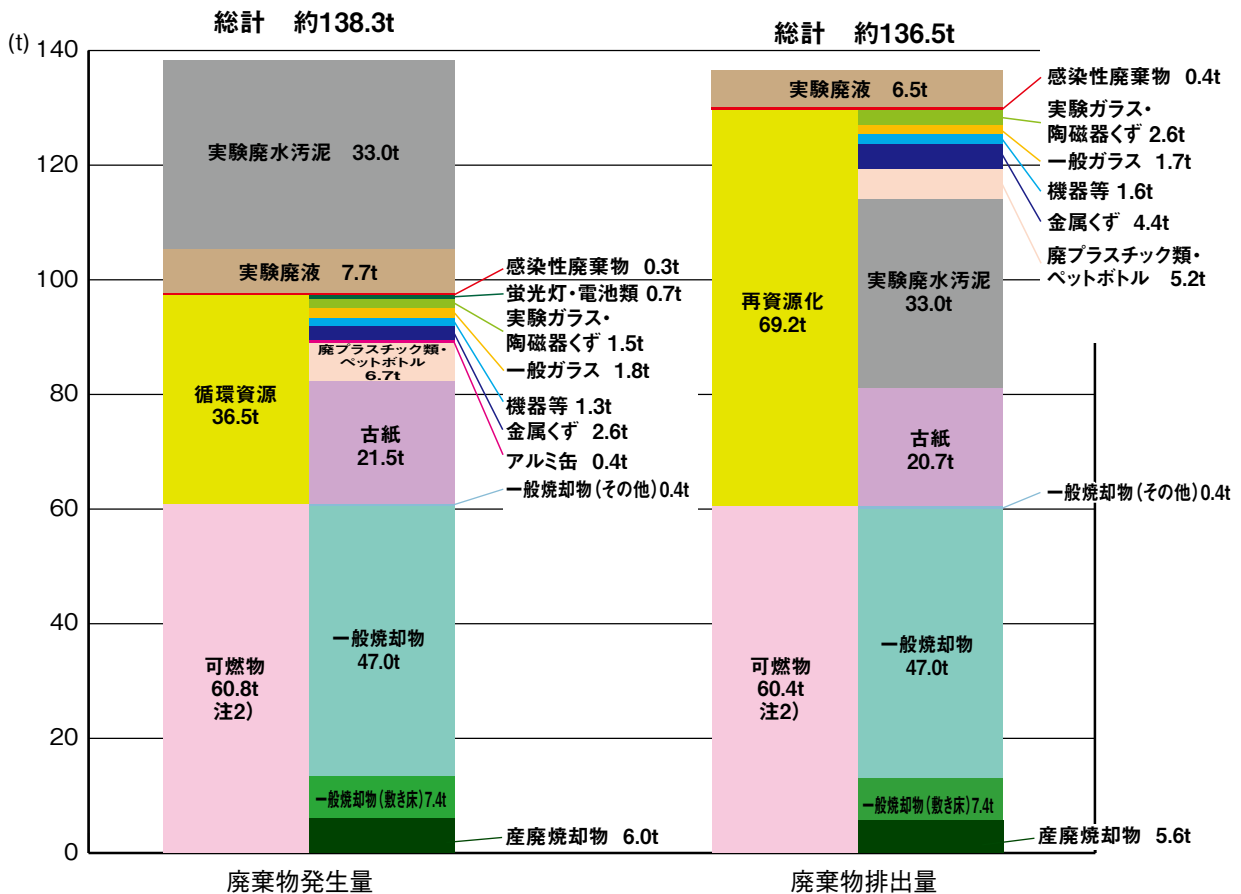 総計　約138.3t
総計　約136.5t
(t)
140
120
100
80
60
40
20
0
実験廃水汚泥　33.0t
実験廃液　7.7t
循環資源
36.5t
可燃物
60.8t
注2）
感染性廃棄物 0.3t
蛍光灯・電池類 0.7t
実験ガラス・
陶磁器くず 1.5t
一般ガラス 1.8t
機器等 1.3t
金属くず 2.6t
アルミ缶 0.4t
廃プラスチック類・
ペットボトル
6.7t
古紙
21.5t
一般焼却物（その他）0.4t
一般焼却物
47.0t
一般焼却物（敷き床）7.4t
産廃焼却物　6.0t
廃棄物発生量
実験廃液　6.5t
再資源化
69.2t
可燃物
60.4t
注2）
感染性廃棄物　0.4t
実験ガラス・
陶磁器くず 2.6t
一般ガラス　1.7t
機器等 1.6t
金属くず　4.4t
廃プラスチック類・
ペットボトル 5.2t
実験廃水汚泥
33.0t
古紙
20.7t
一般焼却物（その他）0.4t
一般焼却物
47.0t
一般焼却物（敷き床）7.4t
産廃焼却物　5.6t
廃棄物排出量